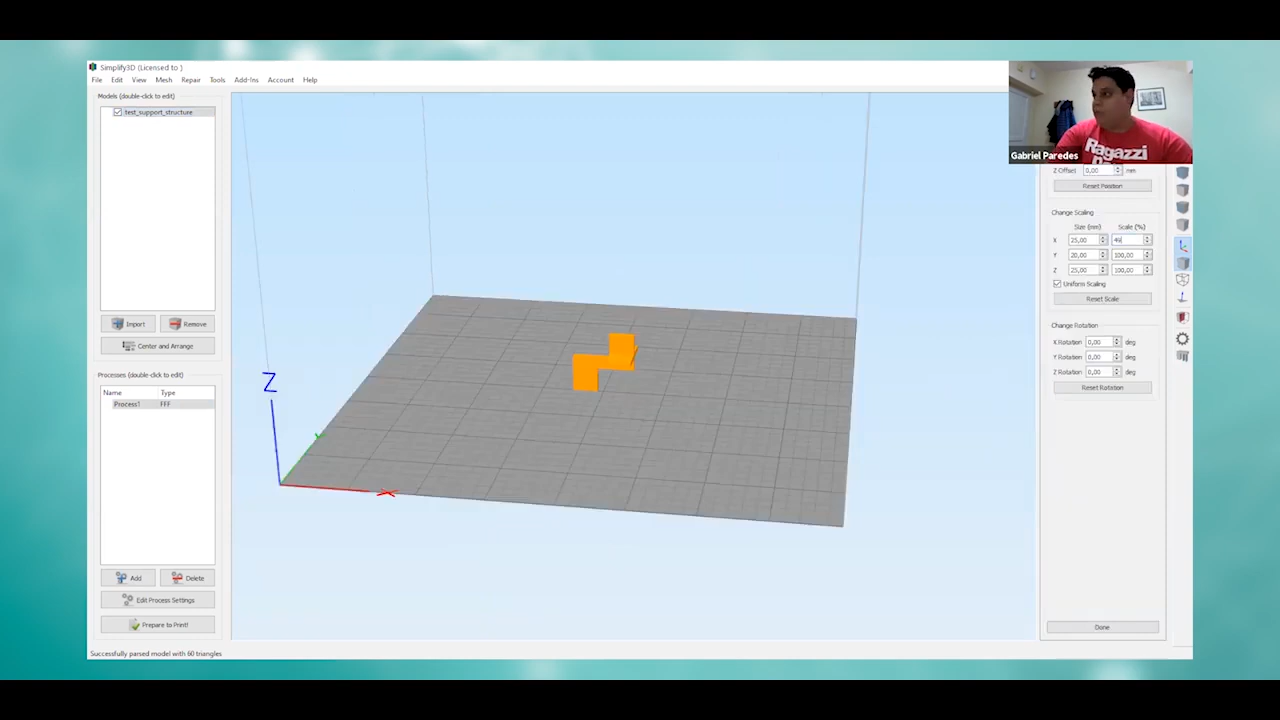 Simplify3D (Licensed to )
File Edit View Mesh Repair Tools Add-Ins Account Help
Models (double-click to edit)
test_support_structure
Import Remove
Center and Arrange
Processes (double-click to edit)
Name Type
Process1 FFF
Add Delete
Edit Process Settings
Prepare to Print!
Successfully parsed model with 60 triangles
Z
Ragazzi
Gabriel Paredes
Z Offset 0,00 mm
Reset Position
Change Scaling
Size (mm) Scale (%)
X 25,00
Y 20,00 100,00
Z 25,00 100,00
Uniform Scaling
Reset Scale
Change Rotation
X Rotation 0,00 deg
Y Rotation 0,00 deg
Z Rotation 0,00 deg
Reset Rotation
Done